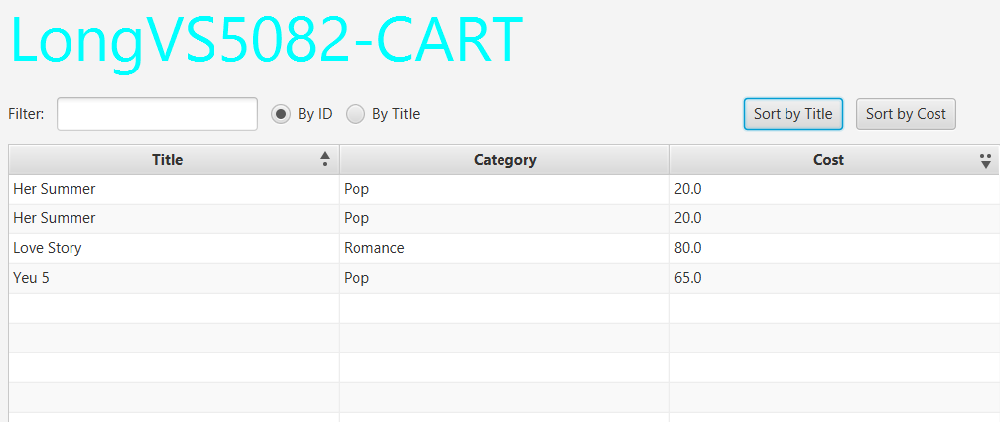 LongVS5082-CART
Filter: By ID By Title Sort by Title Sort by Cost
Title Category Cost
Her Summer Pop 20.0
Her Summer Pop 20.0
Love Story Romance 80.0
Yeu 5 Pop 65.0